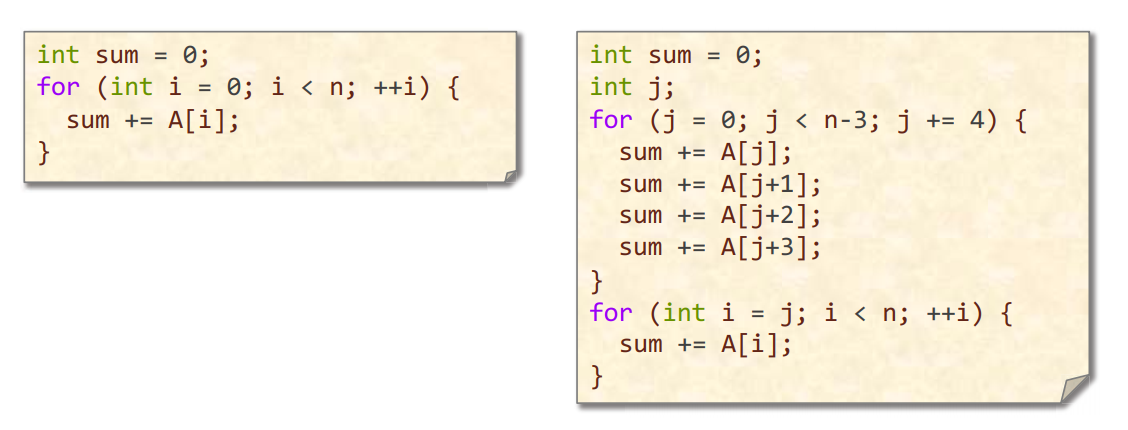 int sum = 0;
for (int i = 0; i < n; ++i) {
  sum += A[i];
}
int sum = 0;
int j;
for (j = 0; j < n-3; j += 4) {
  sum += A[j];
  sum += A[j+1];
  sum += A[j+2];
  sum += A[j+3];
}
for (int i = j; i < n; ++i) {
  sum += A[i];
}